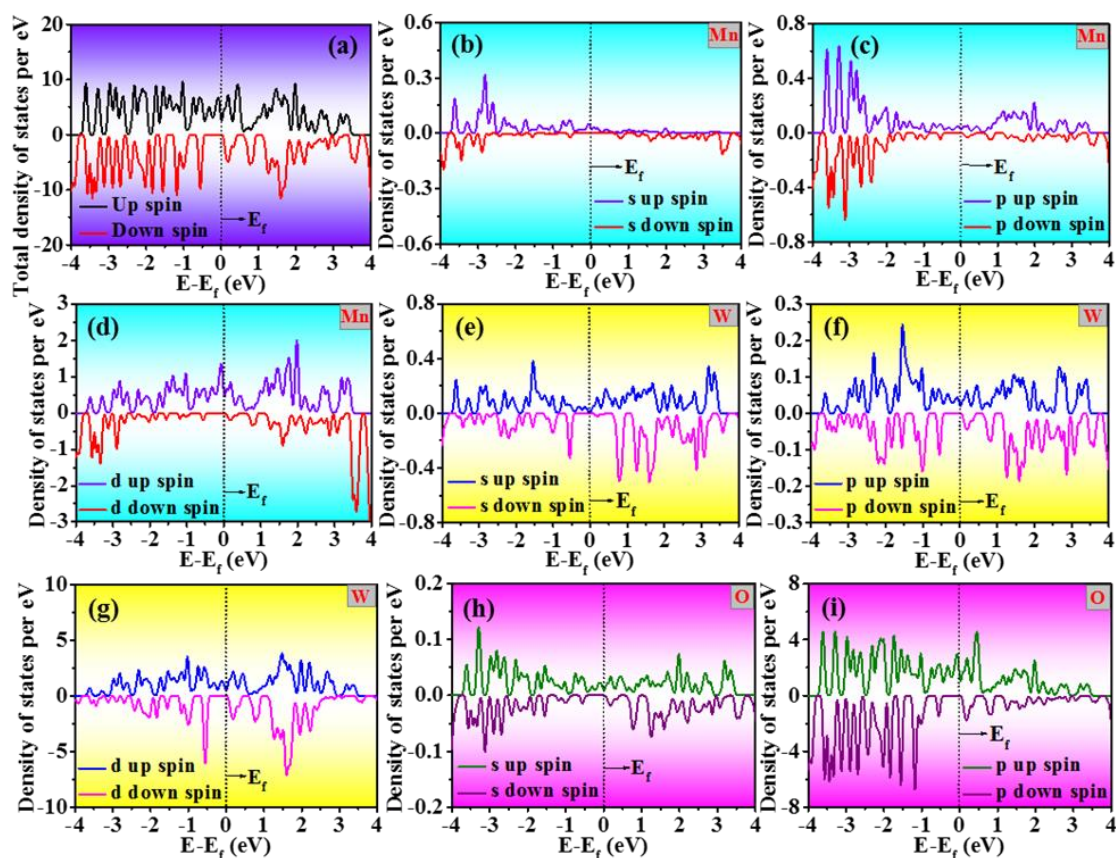 Total density of states per eV
20
10
0
-10
-20
(a)
Up spin
Down spin
E_f
-4 -3 -2 -1 0 1 2 3 4
E-E_f (eV)
Density of states per eV
0.6
0.3
0.0
-0.3
-0.6
(b)
Mn
s up spin
s down spin
E_f
-4 -3 -2 -1 0 1 2 3 4
E-E_f (eV)
Density of states per eV
0.8
0.4
0.0
-0.4
-0.8
(c)
Mn
E_f
p up spin
p down spin
-4 -3 -2 -1 0 1 2 3 4
E-E_f (eV)
Density of states per eV
3
2
1
0
-1
-2
-3
(d)
Mn
d up spin
d down spin
E_f
-4 -3 -2 -1 0 1 2 3 4
E-E_f (eV)
Density of states per eV
0.8
0.4
0.0
-0.4
-0.8
(e)
W
s up spin
s down spin
E_f
-4 -3 -2 -1 0 1 2 3 4
E-E_f (eV)
Density of states per eV
0.3
0.2
0.1
0.0
-0.1
-0.2
-0.3
(f)
W
p up spin
p down spin
E_f
-4 -3 -2 -1 0 1 2 3 4
E-E_f (eV)
Density of states per eV
10
5
0
-5
-10
(g)
W
d up spin
d down spin
E_f
-4 -3 -2 -1 0 1 2 3 4
E-E_f (eV)
Density of states per eV
0.2
0.1
0.0
-0.1
-0.2
(h)
O
s up spin
s down spin
E_f
-4 -3 -2 -1 0 1 2 3 4
E-E_f (eV)
Density of states per eV
8
4
0
-4
-8
(i)
O
E_f
p up spin
p down spin
-4 -3 -2 -1 0 1 2 3 4
E-E_f (eV)